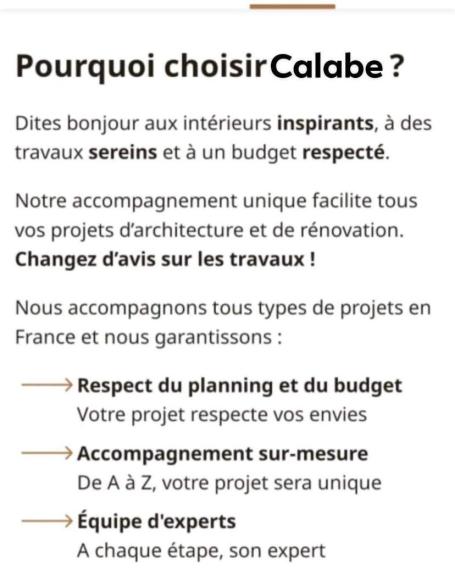 Pourquoi choisir Calabe ?
Dites bonjour aux intérieurs inspirants, à des
travaux sereins et à un budget respecté.
Notre accompagnement unique facilite tous
vos projets d'architecture et de rénovation.
Changez d'avis sur les travaux !
Nous accompagnons tous types de projets en
France et nous garantissons :
Respect du planning et du budget
Votre projet respecte vos envies
Accompagnement sur-mesure
De A à Z, votre projet sera unique
Équipe d'experts
A chaque étape, son expert